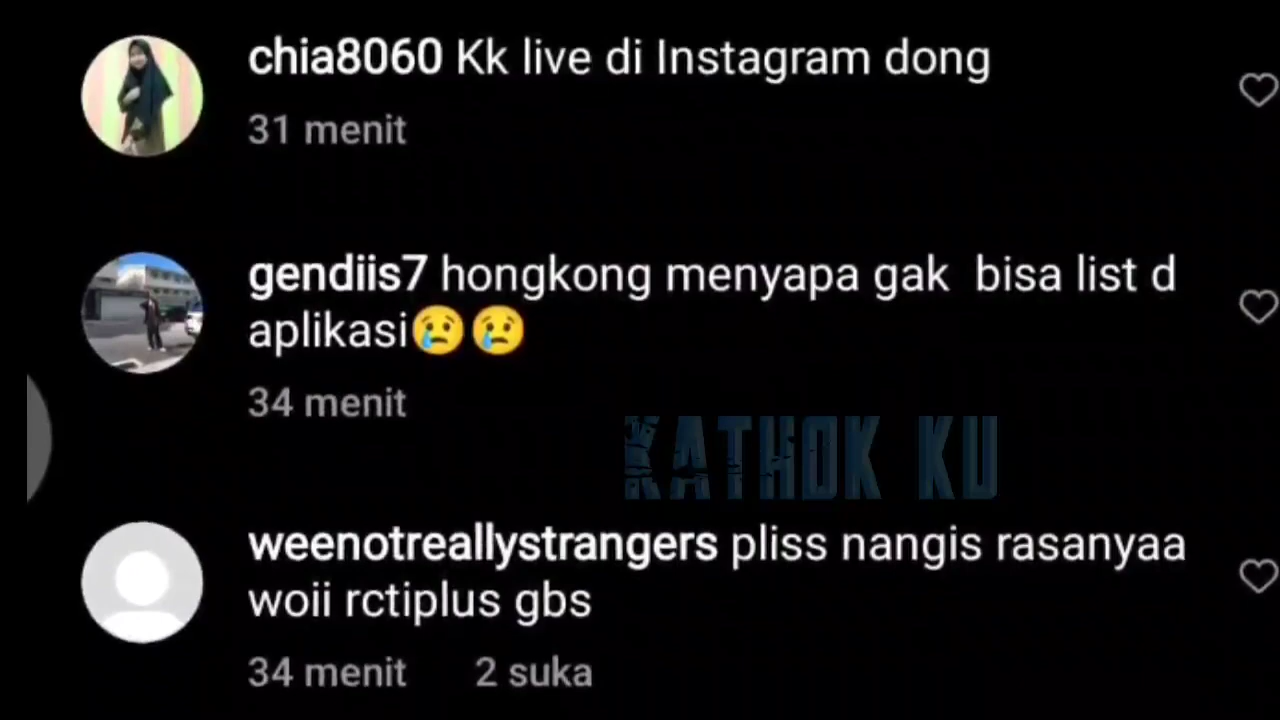 chia8060 Kk live di Instagram dong
31 menit
gendiis7 hongkong menyapa gak  bisa list d
aplikasi😢😢
34 menit
KATHOK KU
weenotreallystrangers pliss nangis rasanyaa
woii rctiplus gbs
34 menit 2 suka